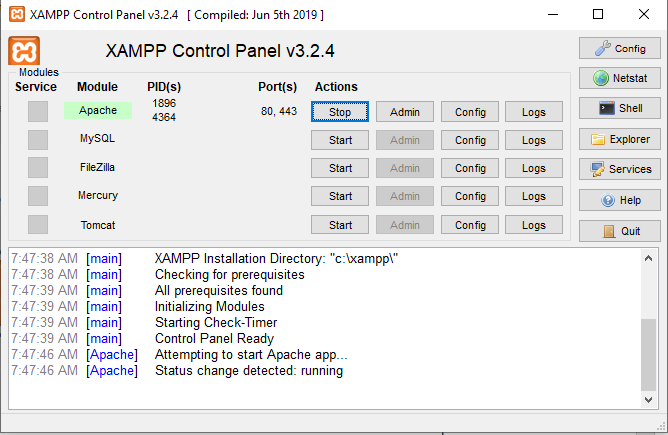 XAMPP Control Panel v3.2.4 [ Compiled: Jun 5th 2019 ]
XAMPP Control Panel v3.2.4
Config
Modules
Service Module PID(s) Port(s) Actions
Netstat
Apache 1896 4364 80, 443 Stop Admin Config Logs
Shell
MySQL Start Admin Config Logs
Explorer
FileZilla Start Admin Config Logs
Services
Mercury Start Admin Config Logs
Help
Tomcat Start Admin Config Logs
Quit
7:47:38 AM [main] XAMPP Installation Directory: "c:\xampp\"
7:47:38 AM [main] Checking for prerequisites
7:47:39 AM [main] All prerequisites found
7:47:39 AM [main] Initializing Modules
7:47:39 AM [main] Starting Check-Timer
7:47:39 AM [main] Control Panel Ready
7:47:46 AM [Apache] Attempting to start Apache app...
7:47:46 AM [Apache] Status change detected: running